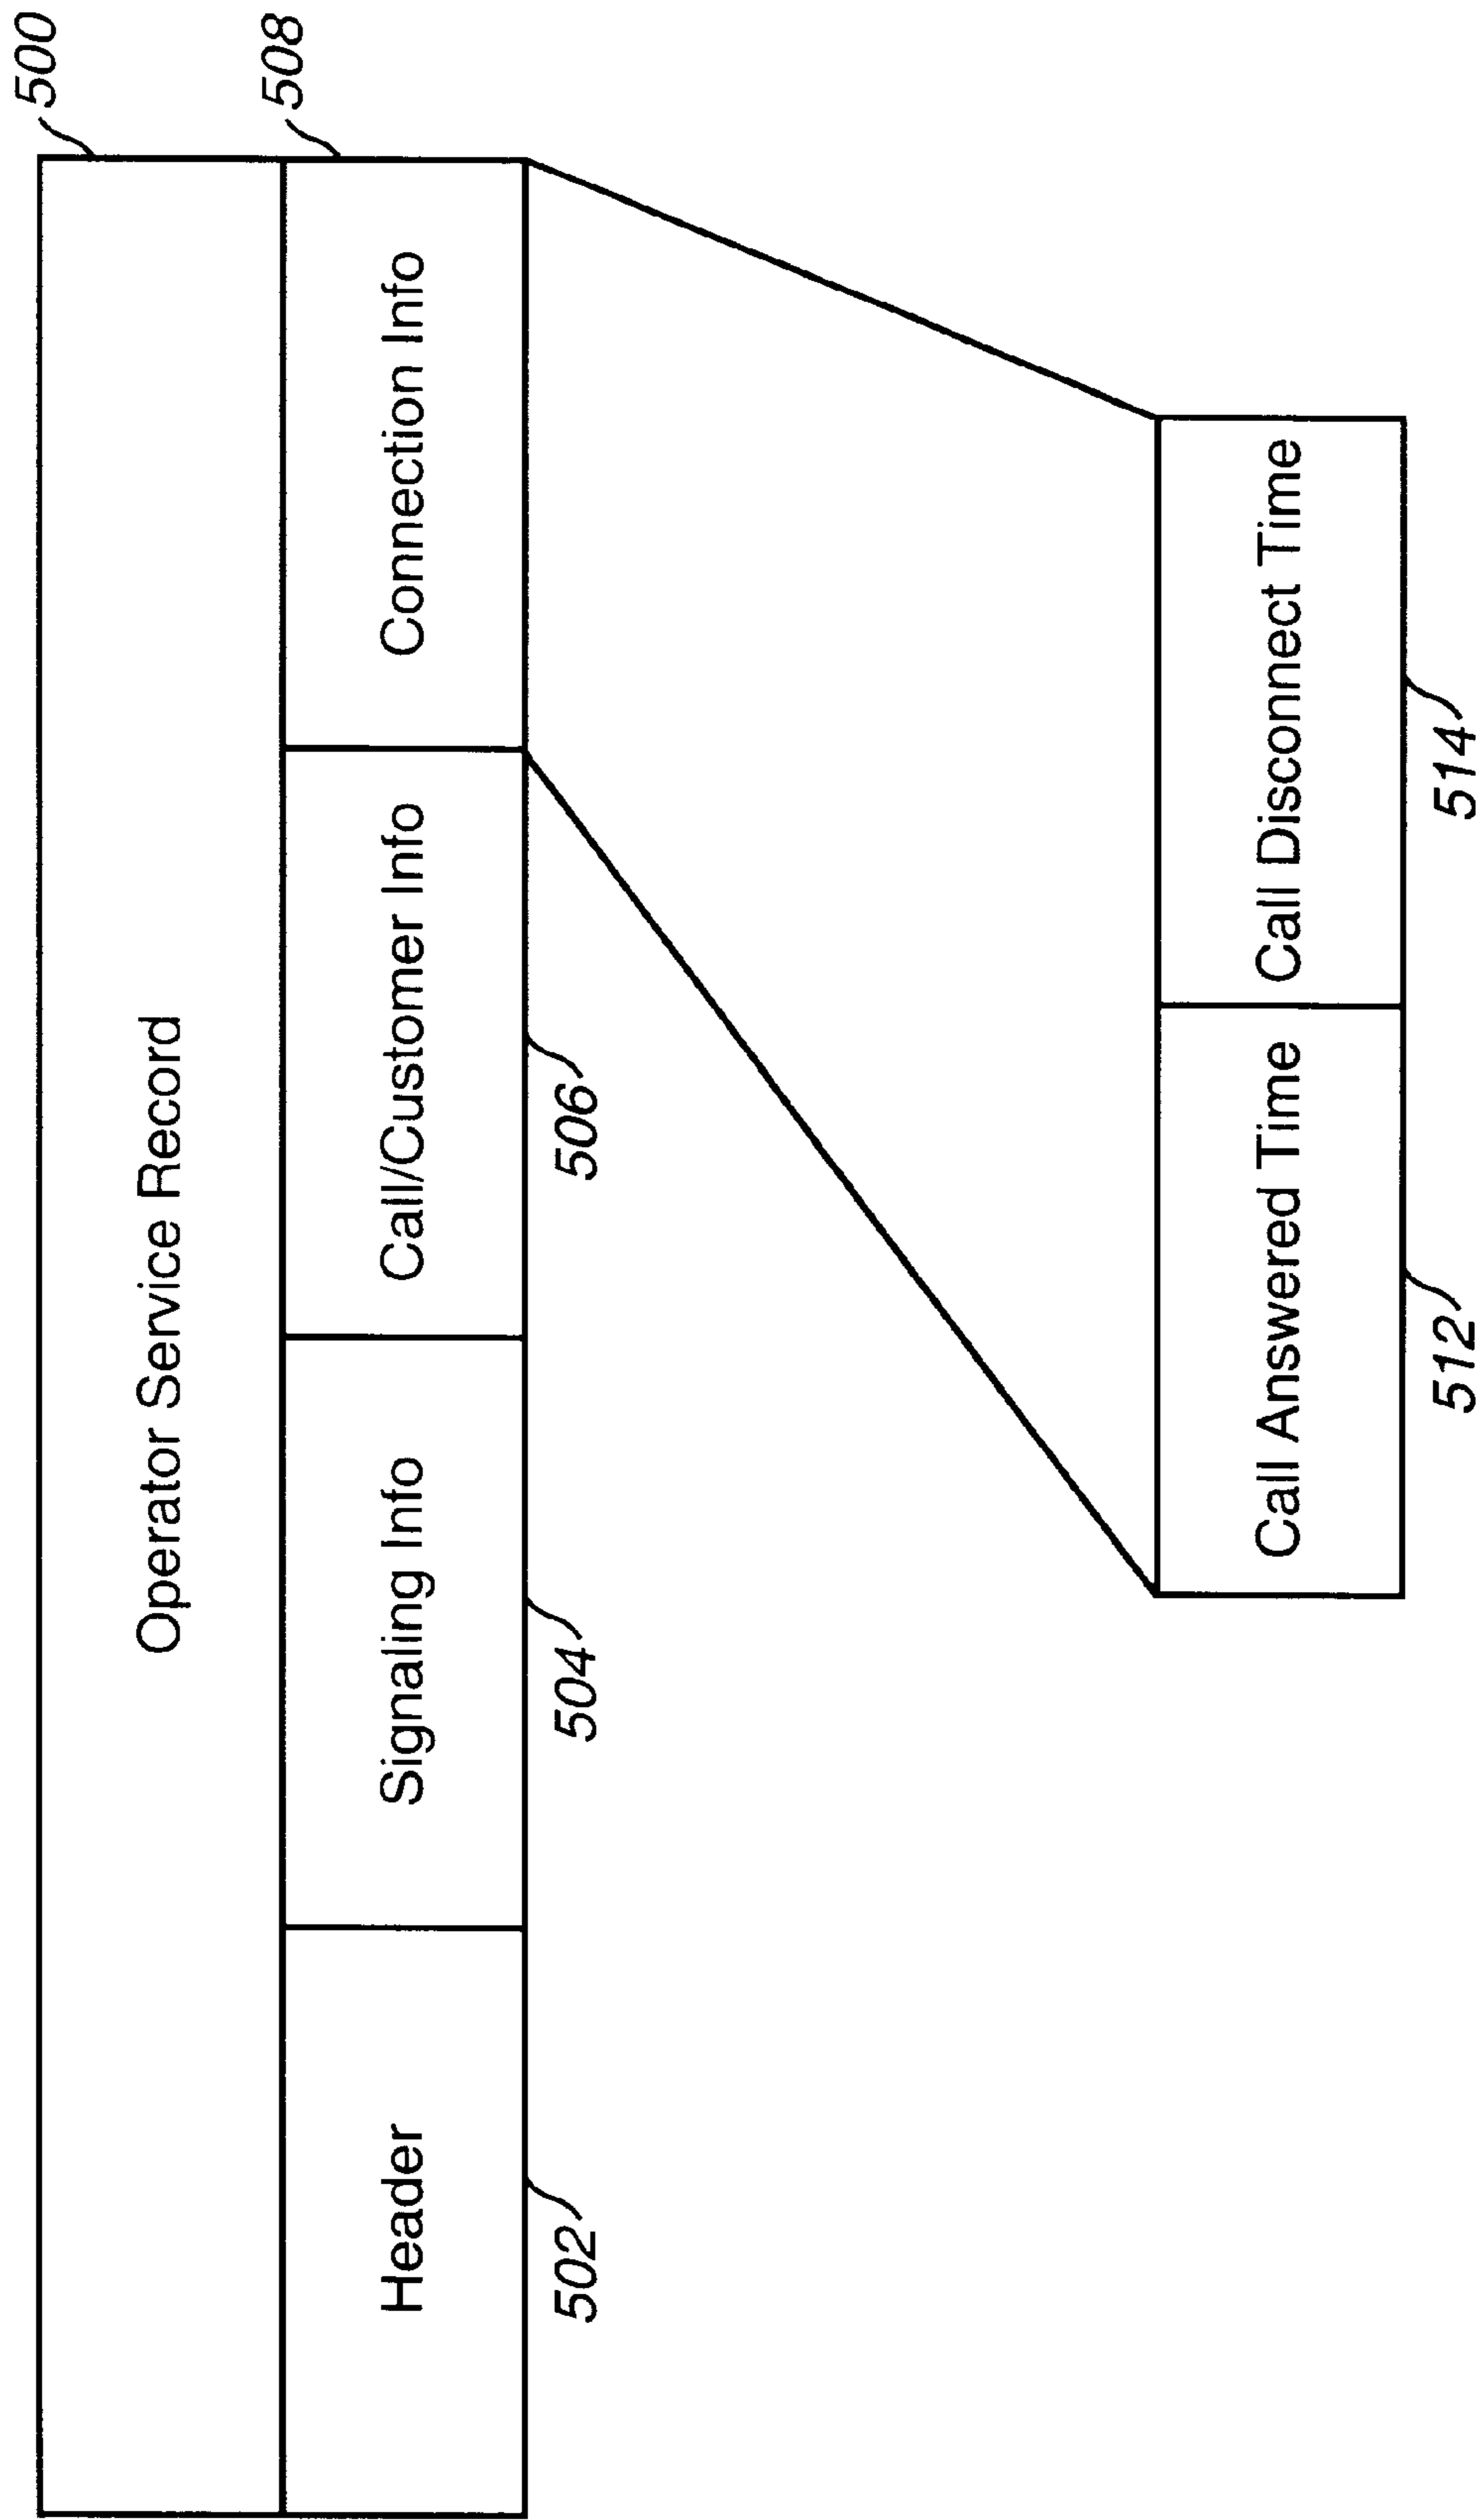 500
Operator Service Record
508
Header
Signaling Info
Call/Customer Info
Connection Info
502
504
506
Call Answered Time
Call Disconnect Time
512
514